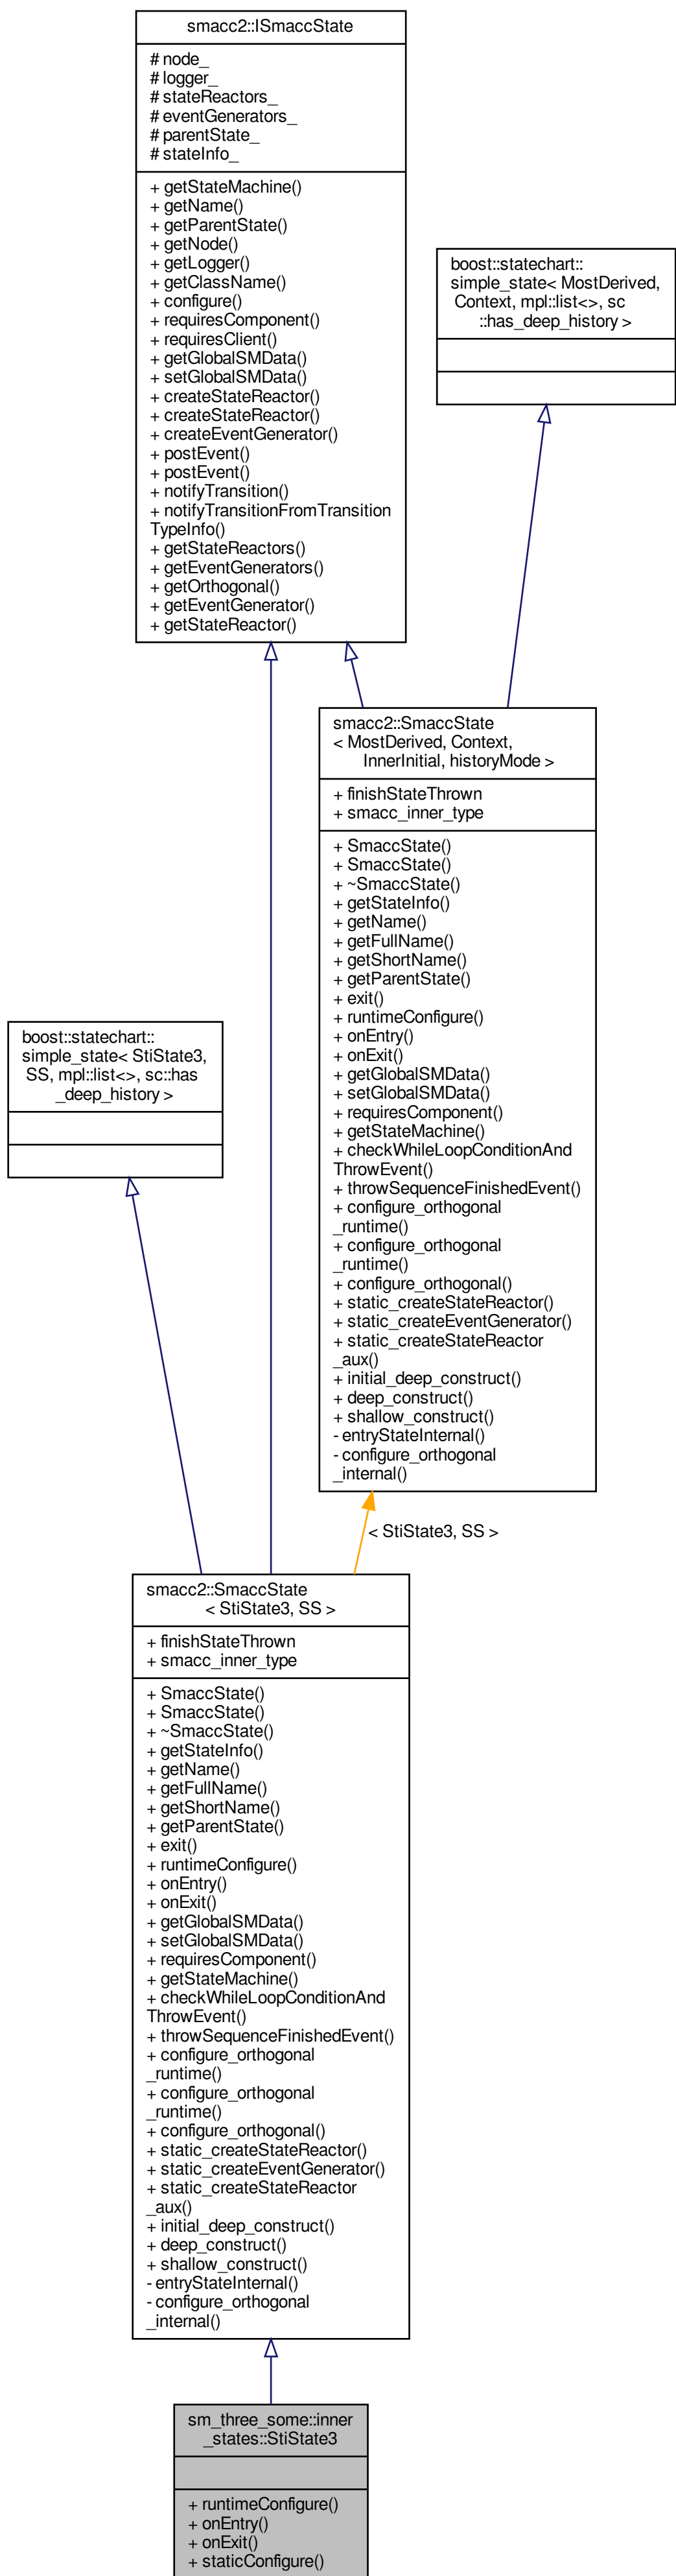 smacc2::ISmaccState
# node_
# logger_
# stateReactors_
# eventGenerators_
# parentState_
# stateInfo_
+ getStateMachine()
+ getName()
+ getParentState()
+ getNode()
+ getLogger()
+ getClassName()
+ configure()
+ requiresComponent()
+ requiresClient()
+ getGlobalSMData()
+ setGlobalSMData()
+ createStateReactor()
+ createStateReactor()
+ createEventGenerator()
+ postEvent()
+ postEvent()
+ notifyTransition()
+ notifyTransitionFromTransition
TypeInfo()
+ getStateReactors()
+ getEventGenerators()
+ getOrthogonal()
+ getEventGenerator()
+ getStateReactor()
boost::statechart::
simple_state< MostDerived,
Context, mpl::list<>, sc
::has_deep_history >
smacc2::SmaccState
< MostDerived, Context,
InnerInitial, historyMode >
+ finishStateThrown
+ smacc_inner_type
+ SmaccState()
+ SmaccState()
+ ~SmaccState()
+ getStateInfo()
+ getName()
+ getFullName()
+ getShortName()
+ getParentState()
+ exit()
+ runtimeConfigure()
+ onEntry()
+ onExit()
+ getGlobalSMData()
+ setGlobalSMData()
+ requiresComponent()
+ getStateMachine()
+ checkWhileLoopConditionAnd
ThrowEvent()
+ throwSequenceFinishedEvent()
+ configure_orthogonal
_runtime()
+ configure_orthogonal
_runtime()
+ configure_orthogonal()
+ static_createStateReactor()
+ static_createEventGenerator()
+ static_createStateReactor
_aux()
+ initial_deep_construct()
+ deep_construct()
+ shallow_construct()
- entryStateInternal()
- configure_orthogonal
_internal()
boost::statechart::
simple_state< StiState3,
SS, mpl::list<>, sc::has
_deep_history >
< StiState3, SS >
smacc2::SmaccState
< StiState3, SS >
+ finishStateThrown
+ smacc_inner_type
+ SmaccState()
+ SmaccState()
+ ~SmaccState()
+ getStateInfo()
+ getName()
+ getFullName()
+ getShortName()
+ getParentState()
+ exit()
+ runtimeConfigure()
+ onEntry()
+ onExit()
+ getGlobalSMData()
+ setGlobalSMData()
+ requiresComponent()
+ getStateMachine()
+ checkWhileLoopConditionAnd
ThrowEvent()
+ throwSequenceFinishedEvent()
+ configure_orthogonal
_runtime()
+ configure_orthogonal
_runtime()
+ configure_orthogonal()
+ static_createStateReactor()
+ static_createEventGenerator()
+ static_createStateReactor
_aux()
+ initial_deep_construct()
+ deep_construct()
+ shallow_construct()
- entryStateInternal()
- configure_orthogonal
_internal()
sm_three_some::inner
_states::StiState3
+ runtimeConfigure()
+ onEntry()
+ onExit()
+ staticConfigure()